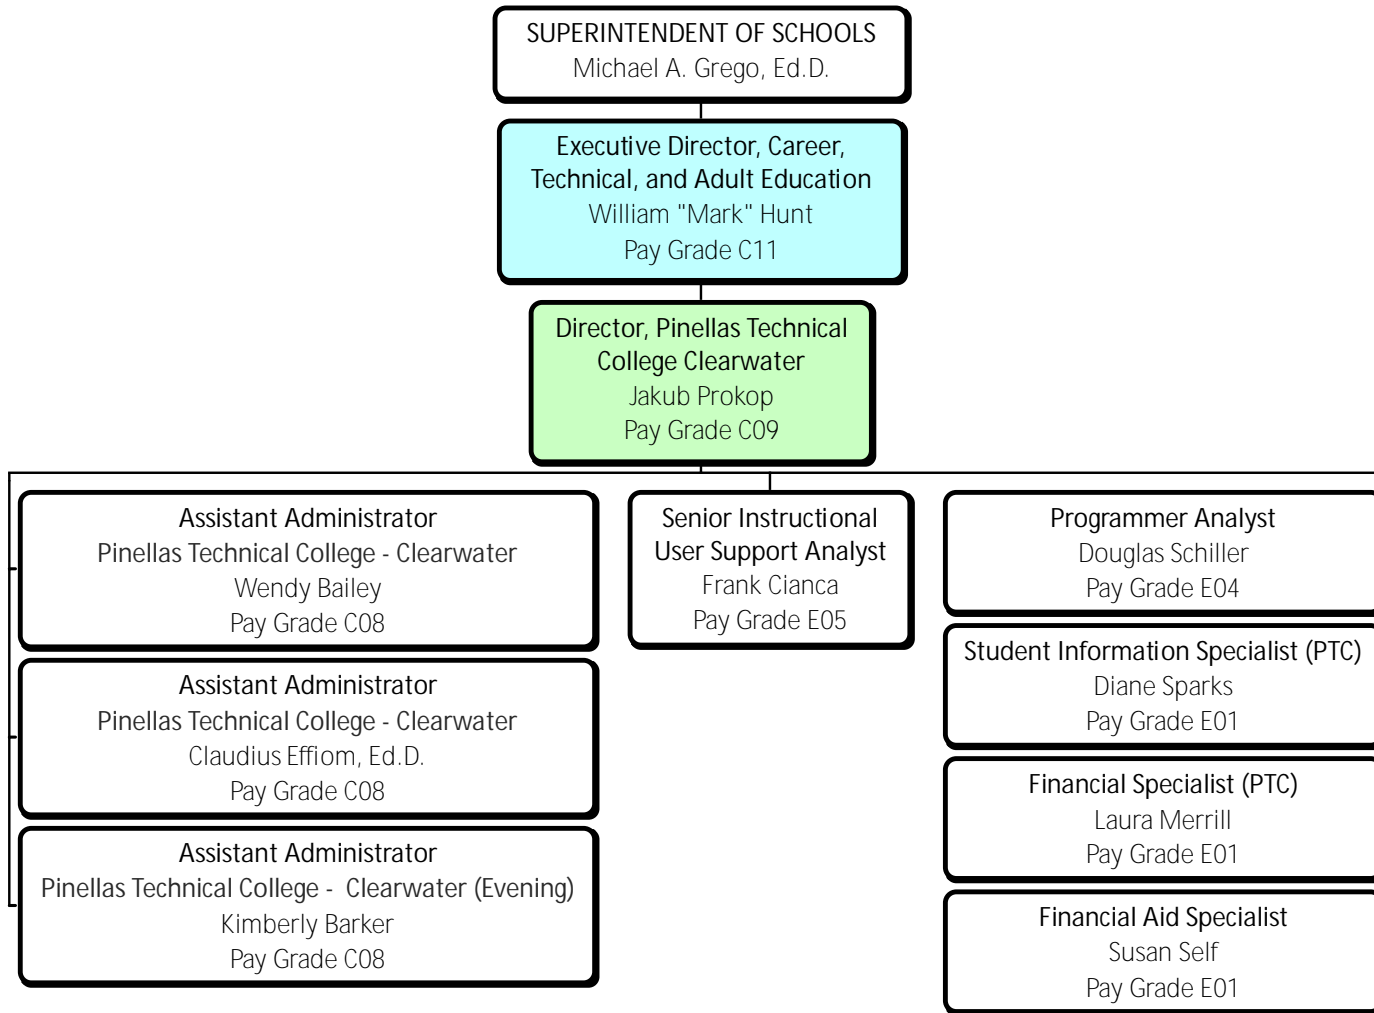 SUPERINTENDENT OF SCHOOLS
Michael A. Grego, Ed.D.
Executive Director, Career,
Technical, and Adult Education
William "Mark" Hunt
Pay Grade C11
Director, Pinellas Technical
College Clearwater
Jakub Prokop
Pay Grade C09
Assistant Administrator
Pinellas Technical College - Clearwater
Wendy Bailey
Pay Grade C08
Assistant Administrator
Pinellas Technical College - Clearwater
Claudius Effiom, Ed.D.
Pay Grade C08
Assistant Administrator
Pinellas Technical College - Clearwater (Evening)
Kimberly Barker
Pay Grade C08
Senior Instructional
User Support Analyst
Frank Cianca
Pay Grade E05
Programmer Analyst
Douglas Schiller
Pay Grade E04
Student Information Specialist (PTC)
Diane Sparks
Pay Grade E01
Financial Specialist (PTC)
Laura Merrill
Pay Grade E01
Financial Aid Specialist
Susan Self
Pay Grade E01